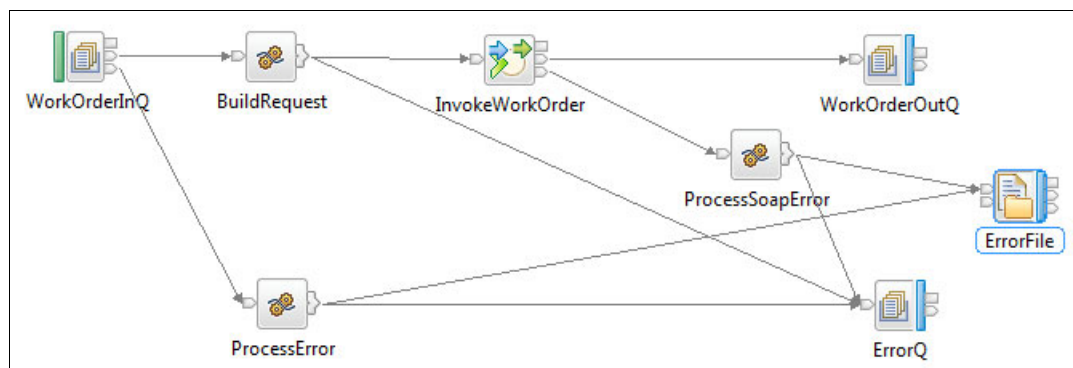 WorkOrderInQ
BuildRequest
InvokeWorkOrder
WorkOrderOutQ
ProcessSoapError
ErrorFile
ProcessError
ErrorQ